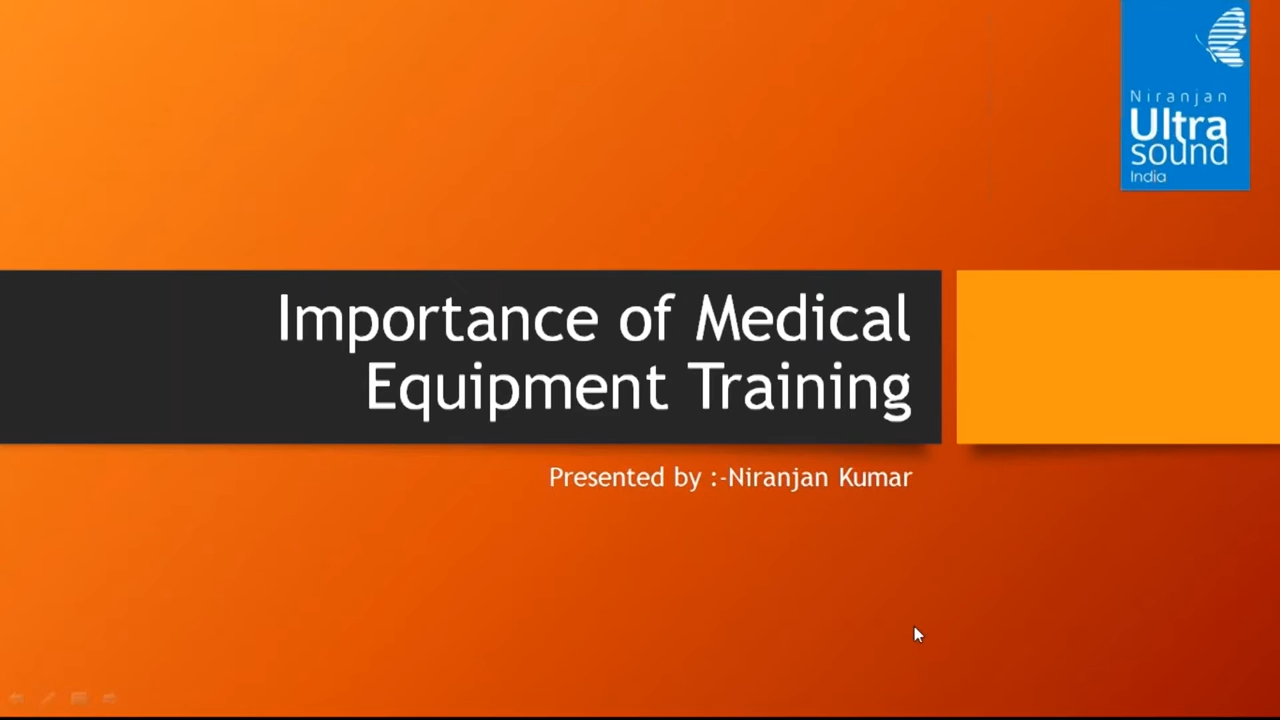 Niranjan
Ultra
sound
India
Importance of Medical
Equipment Training
Presented by :-Niranjan Kumar